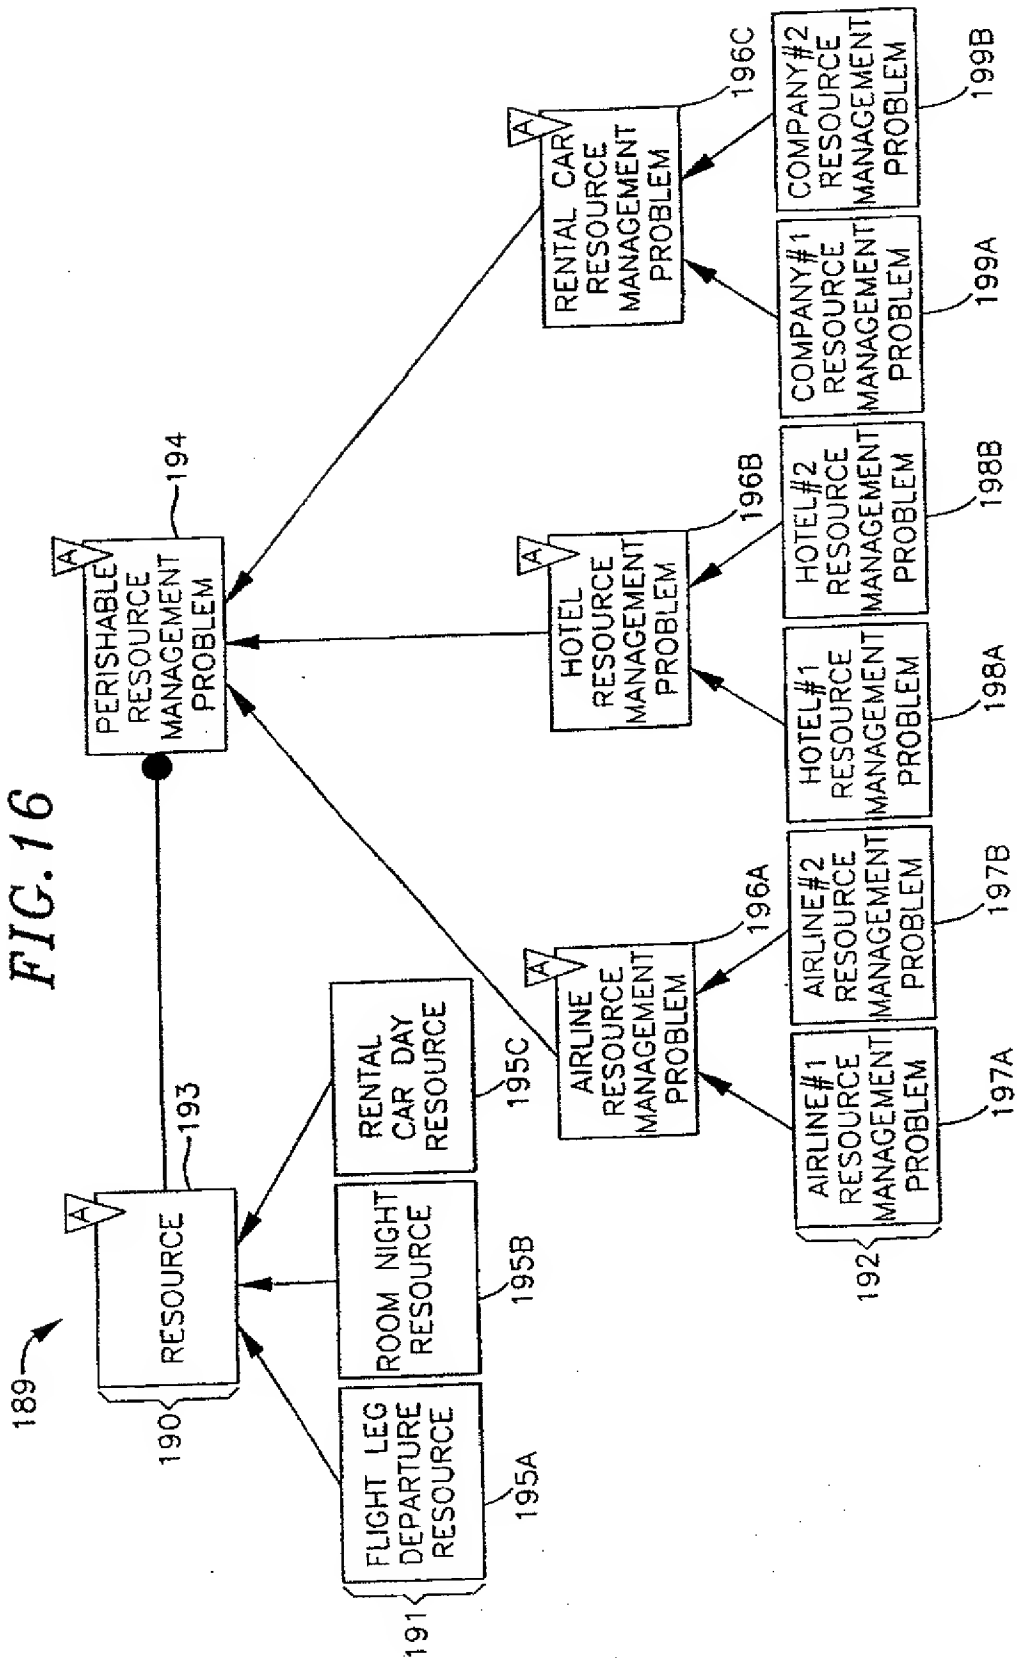 FIG.16
189
A
RESOURCE
193
190
A
PERISHABLE
RESOURCE
MANAGEMENT
PROBLEM
194
FLIGHT LEG
DEPARTURE
RESOURCE
195A
ROOM NIGHT
RESOURCE
195B
RENTAL
CAR DAY
RESOURCE
195C
191
A
AIRLINE
RESOURCE
MANAGEMENT
PROBLEM
196A
A
HOTEL
RESOURCE
MANAGEMENT
PROBLEM
196B
A
RENTAL CAR
RESOURCE
MANAGEMENT
PROBLEM
196C
AIRLINE#1
RESOURCE
MANAGEMENT
PROBLEM
197A
AIRLINE#2
RESOURCE
MANAGEMENT
PROBLEM
197B
HOTEL#1
RESOURCE
MANAGEMENT
PROBLEM
198A
HOTEL#2
RESOURCE
MANAGEMENT
PROBLEM
198B
COMPANY#1
RESOURCE
MANAGEMENT
PROBLEM
199A
COMPANY#2
RESOURCE
MANAGEMENT
PROBLEM
199B
192